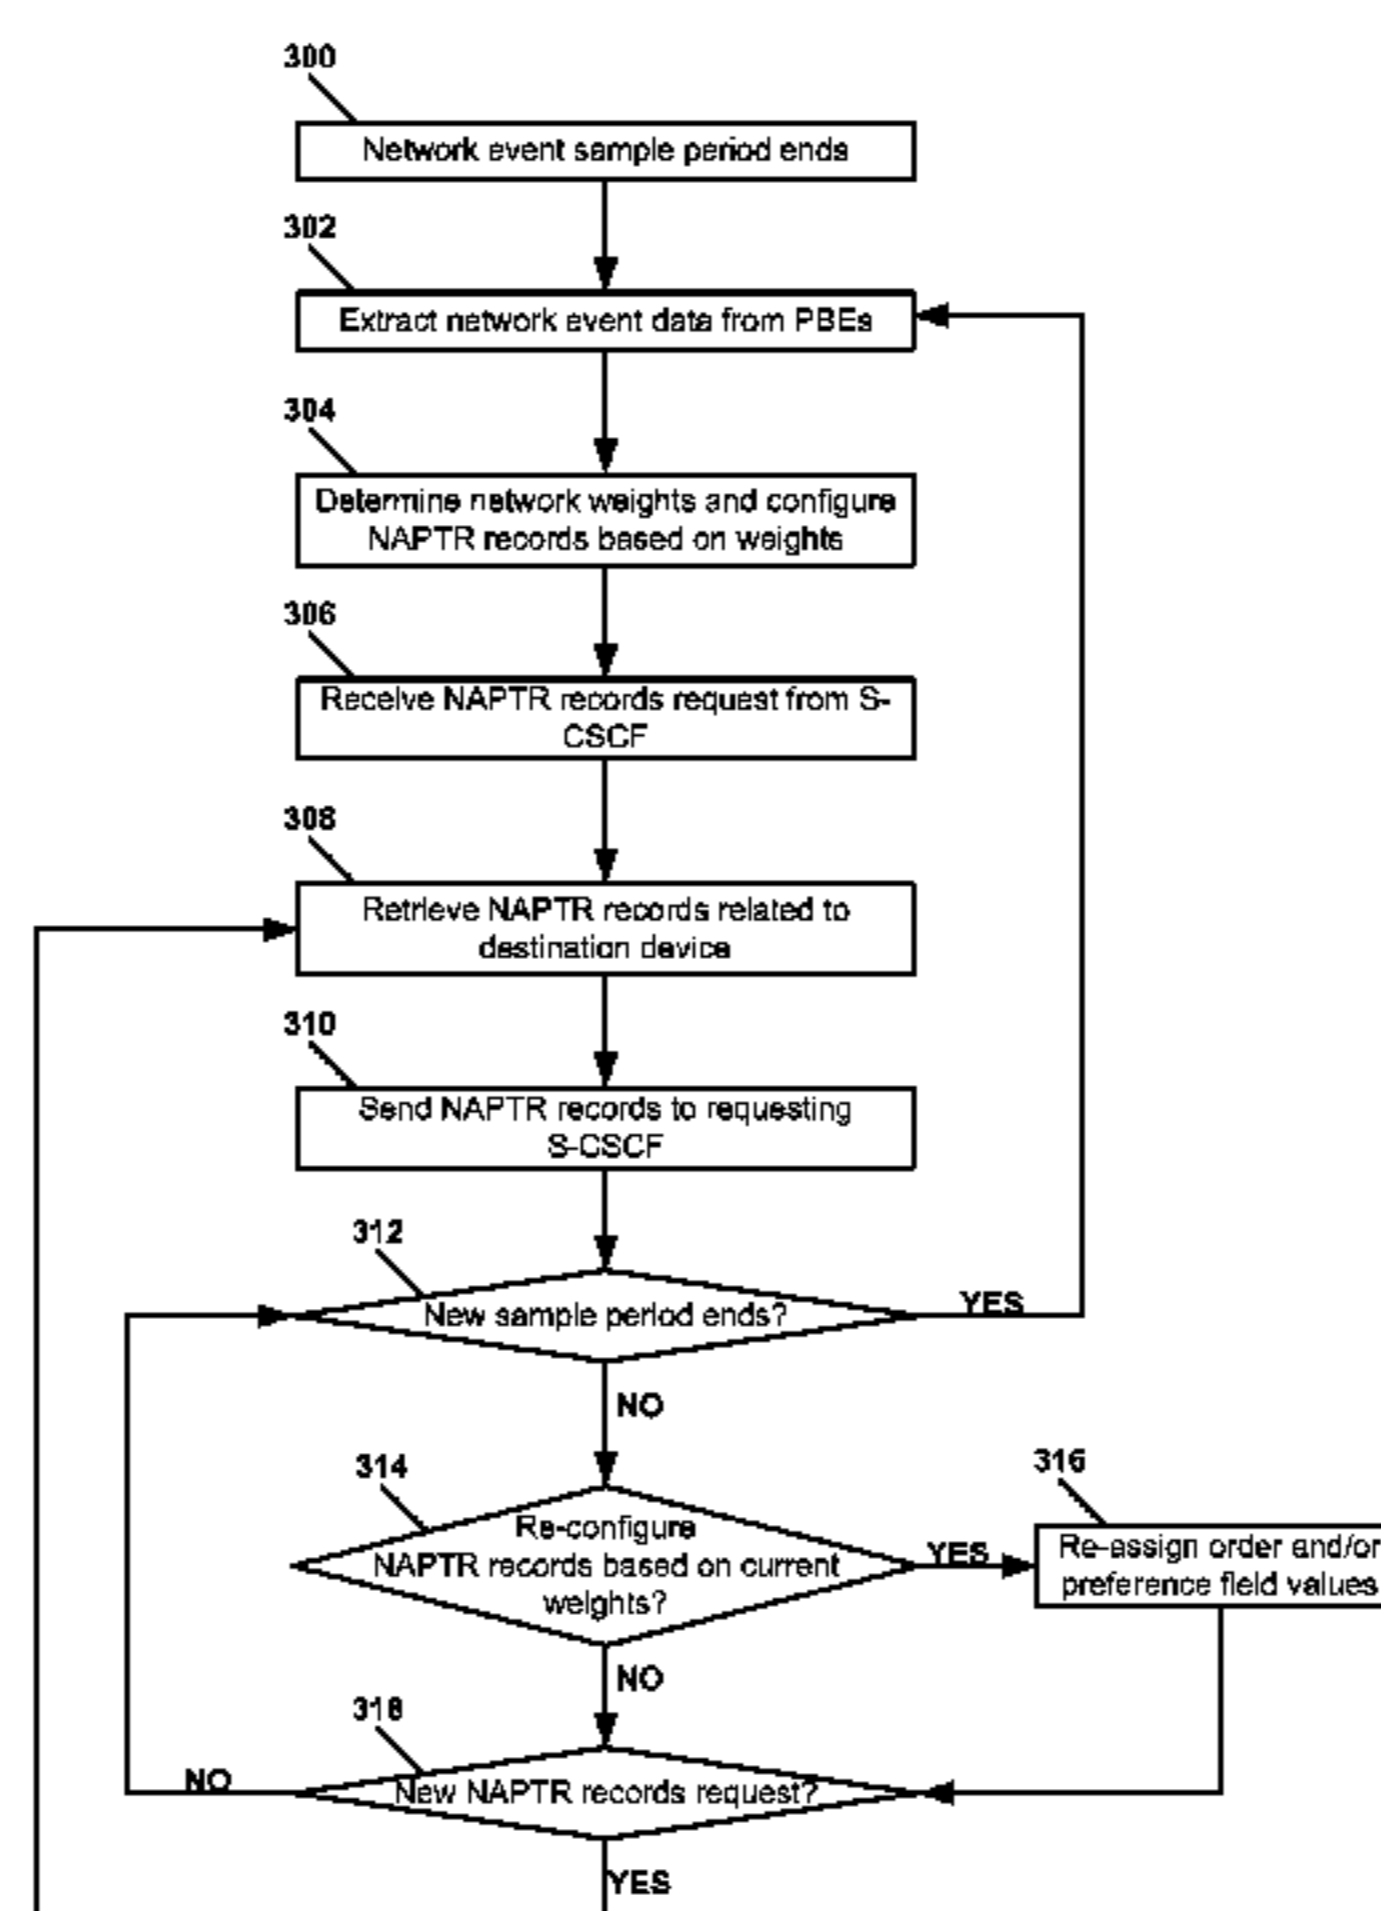 300
Network event sample period ends
302
Extract network event data from PBEs
304
Determine network weights and configure
NAPTR records based on weights
306
Receive NAPTR records request from S-
CSCF
308
Retrieve NAPTR records related to
destination device
310
Send NAPTR records to requesting
S-CSCF
312
New sample period ends?
YES
NO
314
Re-configure
NAPTR records based on current
weights?
YES
316
Re-assign order and/or
preference field values
NO
318
New NAPTR records request?
NO
YES